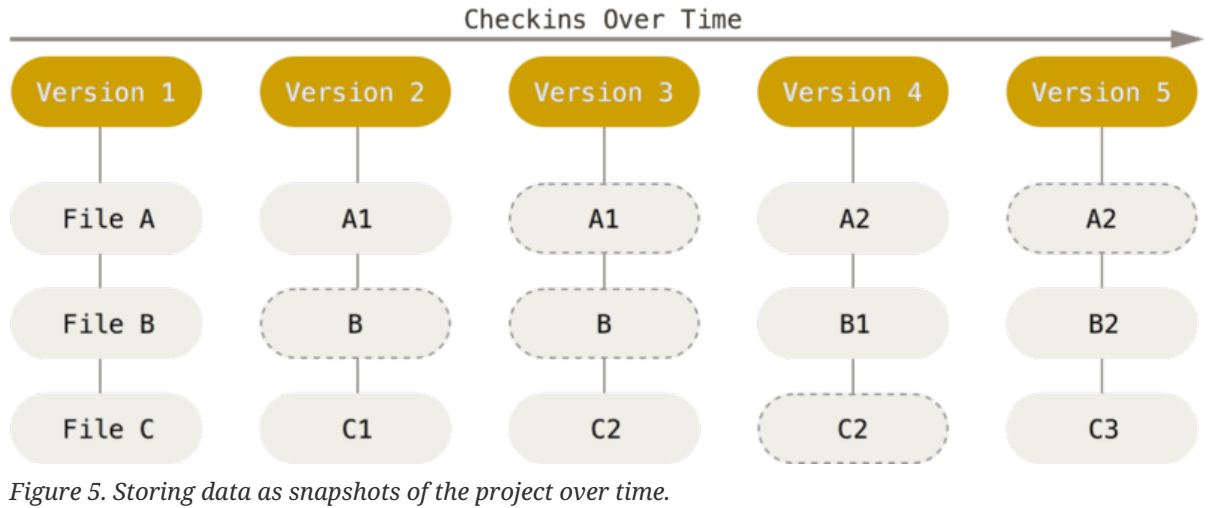 Checkins Over Time
Version 1 Version 2 Version 3 Version 4 Version 5
File A A1 A1 A2 A2
File B B B B1 B2
File C C1 C2 C2 C3
Figure 5. Storing data as snapshots of the project over time.